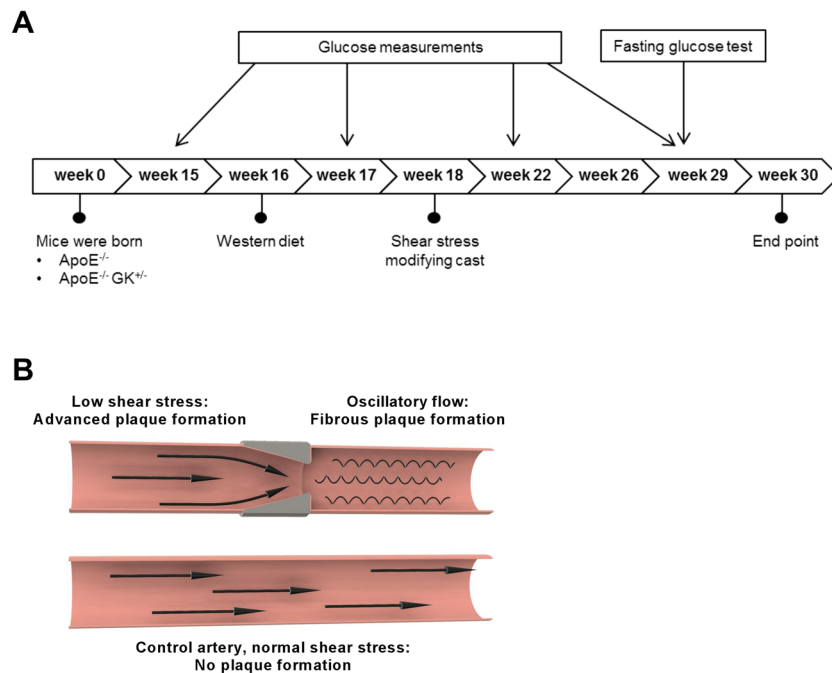 A
Glucose measurements
Fasting glucose test
week 0
week 15
week 16
week 17
week 18
week 22
week 26
week 29
week 30
Mice were born
• ApoE-/-
• ApoE-/- GK+/-
Western diet
Shear stress
modifying cast
End point
B
Low shear stress:
Advanced plaque formation
Oscillatory flow:
Fibrous plaque formation
Control artery, normal shear stress:
No plaque formation